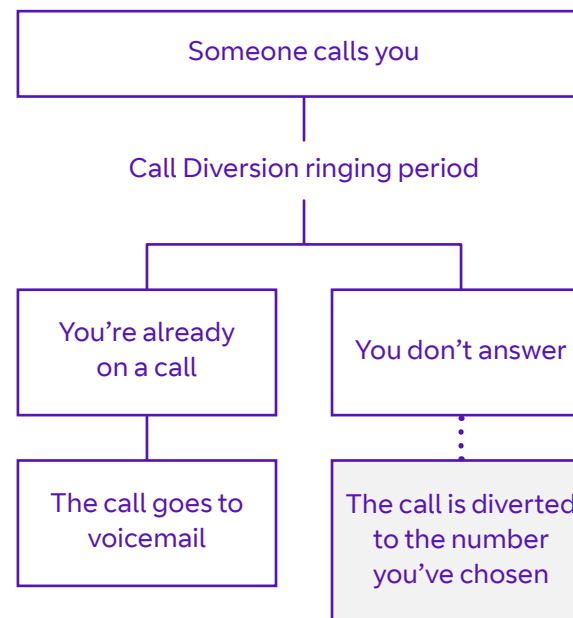 Someone calls you
Call Diversion ringing period
You’re already
on a call
You don’t answer
The call goes to
voicemail
The call is diverted
to the number
you’ve chosen